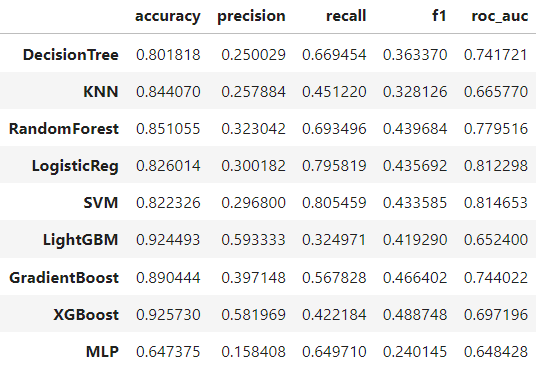 accuracy precision recall f1 roc_auc
DecisionTree 0.801818 0.250029 0.669454 0.363370 0.741721
KNN 0.844070 0.257884 0.451220 0.328126 0.665770
RandomForest 0.851055 0.323042 0.693496 0.439684 0.779516
LogisticReg 0.826014 0.300182 0.795819 0.435692 0.812298
SVM 0.822326 0.296800 0.805459 0.433585 0.814653
LightGBM 0.924493 0.593333 0.324971 0.419290 0.652400
GradientBoost 0.890444 0.397148 0.567828 0.466402 0.744022
XGBoost 0.925730 0.581969 0.422184 0.488748 0.697196
MLP 0.647375 0.158408 0.649710 0.240145 0.648428